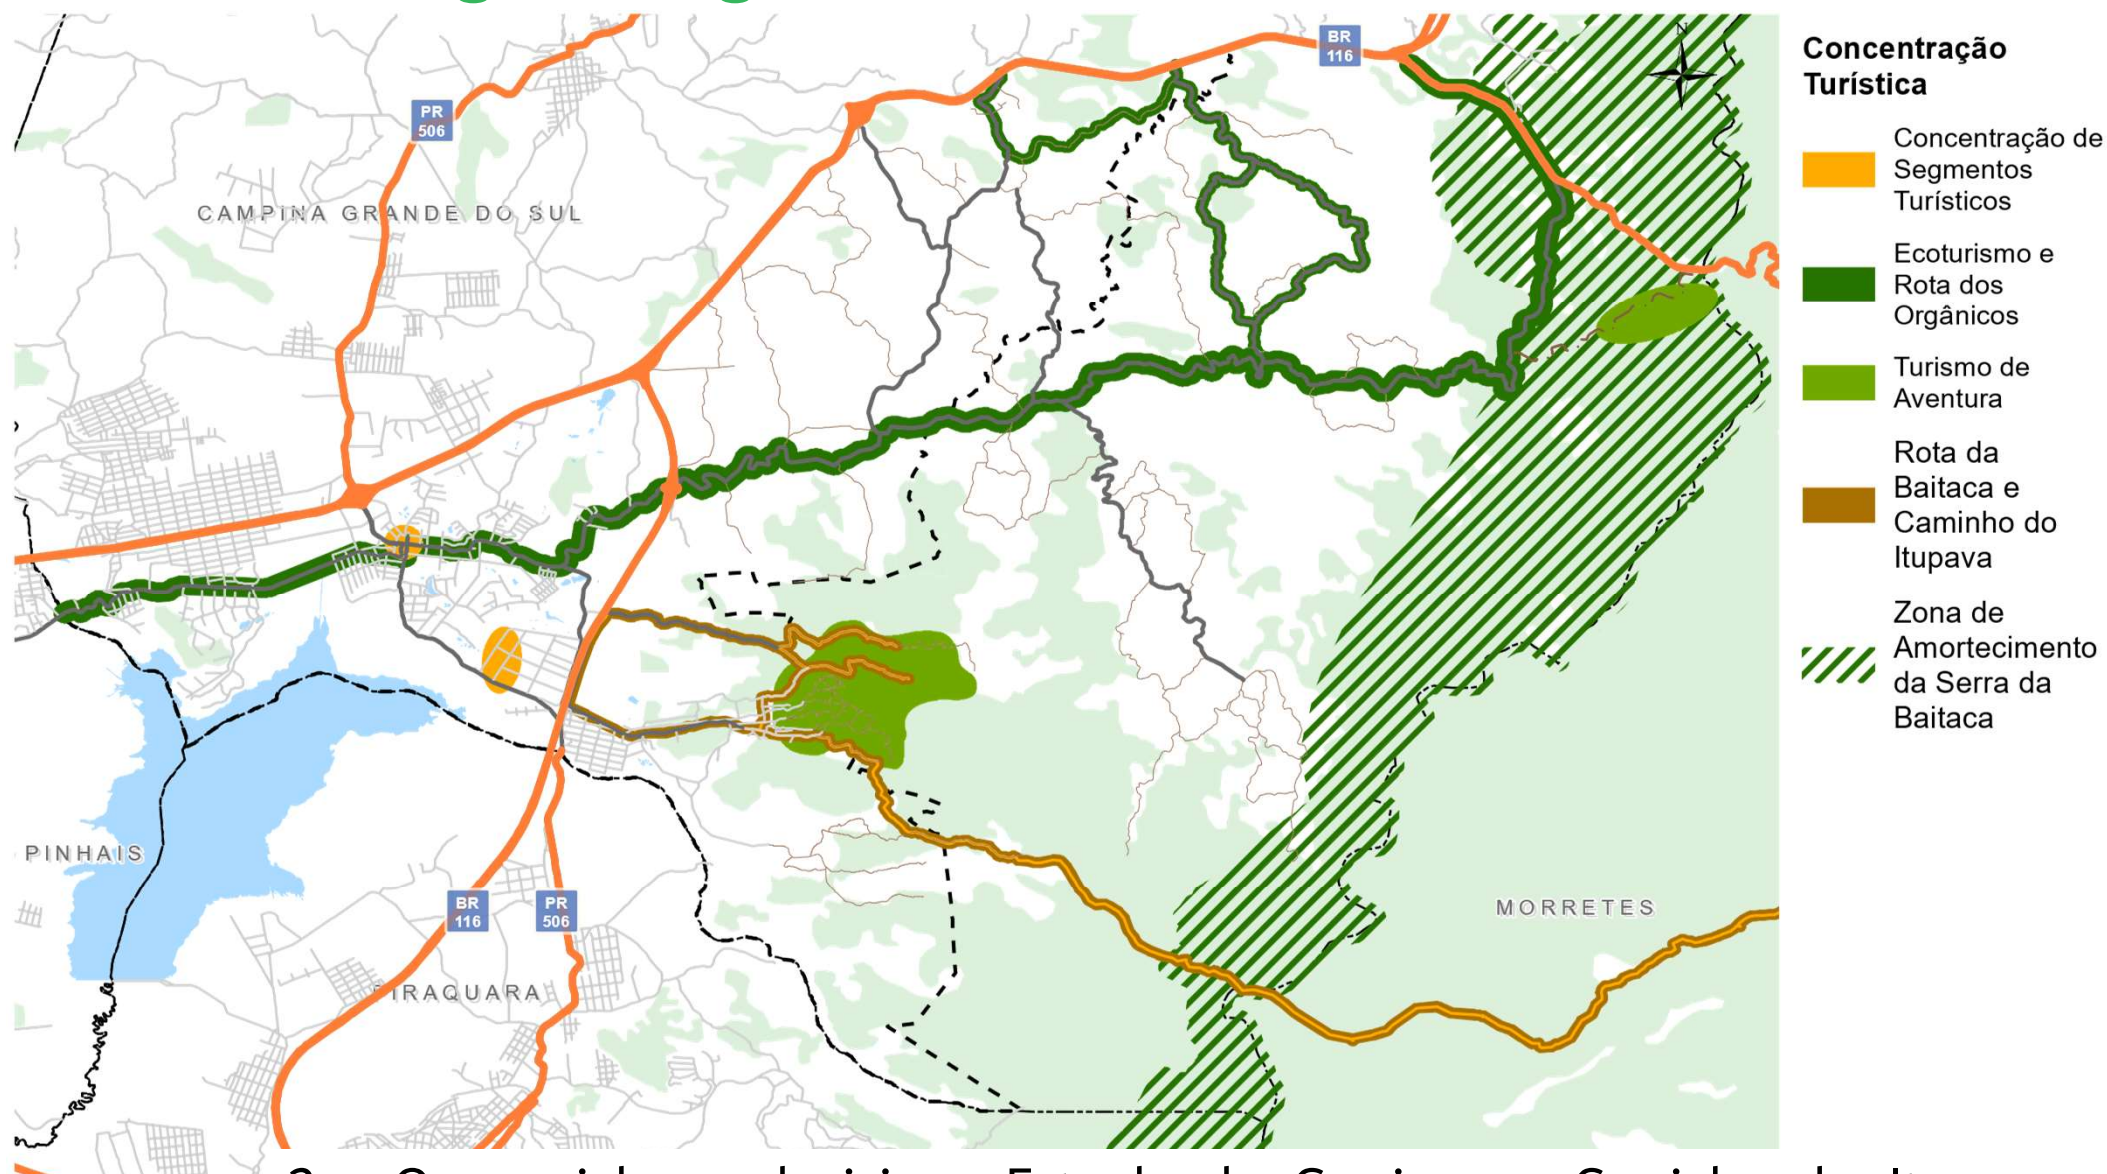 BR
116
N
PR
506
CAMPINA GRANDE DO SUL
PINHAIS
BR
116
PR
506
PIRAQUARA
MORRETES
Concentração
Turística
Concentração de
Segmentos
Turísticos
Ecoturismo e
Rota dos
Orgânicos
Turismo de
Aventura
Rota da
Baitaca e
Caminho do
Itupava
Zona de
Amortecimento
da Serra da
Baitaca